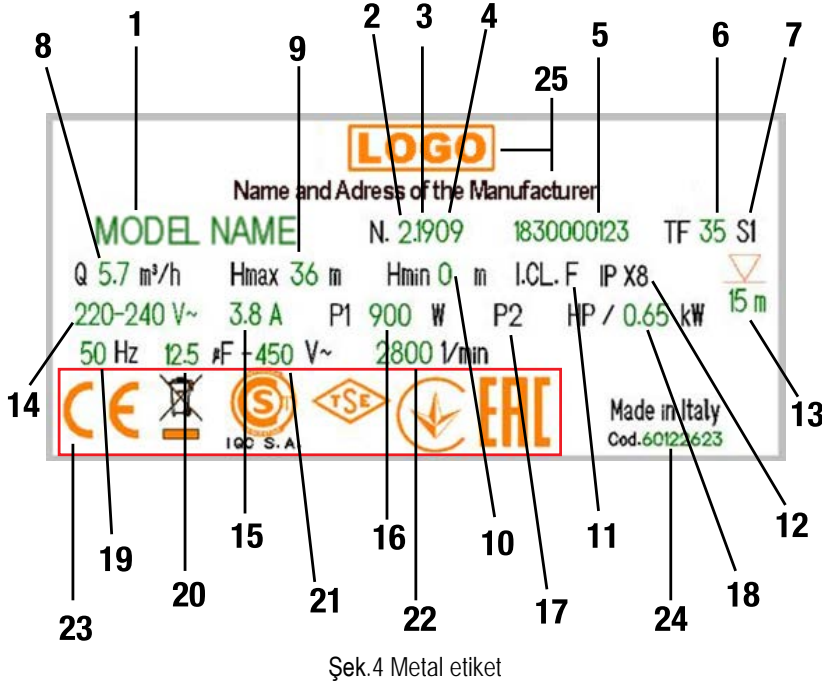 1 2 3 4 5 6 7
8 9 25
LOGO
Name and Adress of the Manufacturer
MODEL NAME N. 2.1909 1830000123 TF 35 S1
Q 5.7 m³/h Hmax 36 m Hmin 0 m I.CL. F IP X8
15 m
220-240 V~ 3.8 A P1 900 W P2 HP / 0.65 kW
50 Hz 12.5 µF -450 V~ 2800 1/min
14 13
CE S TSE EAC
IQC S.A.
Made in Italy
Cod.60122623
19 15 16 10 11 12
20 21 22 17 18
23 24
Şek.4 Metal etiket